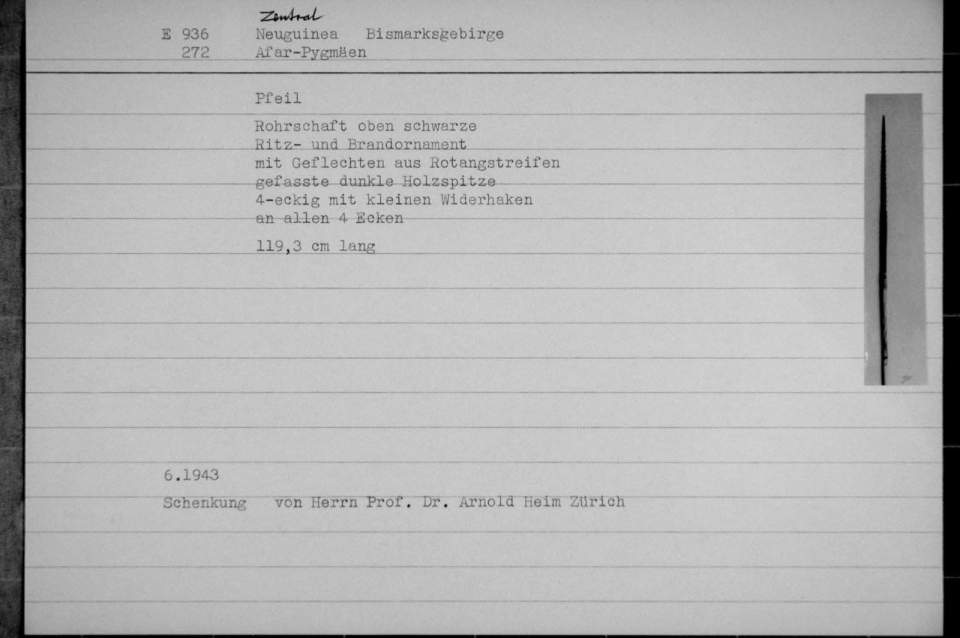 Zentral
E 936 Neuguinea Bismarksgebirge
272 Afar-Pygmäen
Pfeil
Rohrschaft oben schwarze
Ritz- und Brandornament
mit Geflechten aus Rotangstreifen
gefasste dunkle Holzspitze
4-eckig mit kleinen Widerhaken
an allen 4 Ecken
119,3 cm lang
6.1943
Schenkung von Herrn Prof. Dr. Arnold Heim Zürich